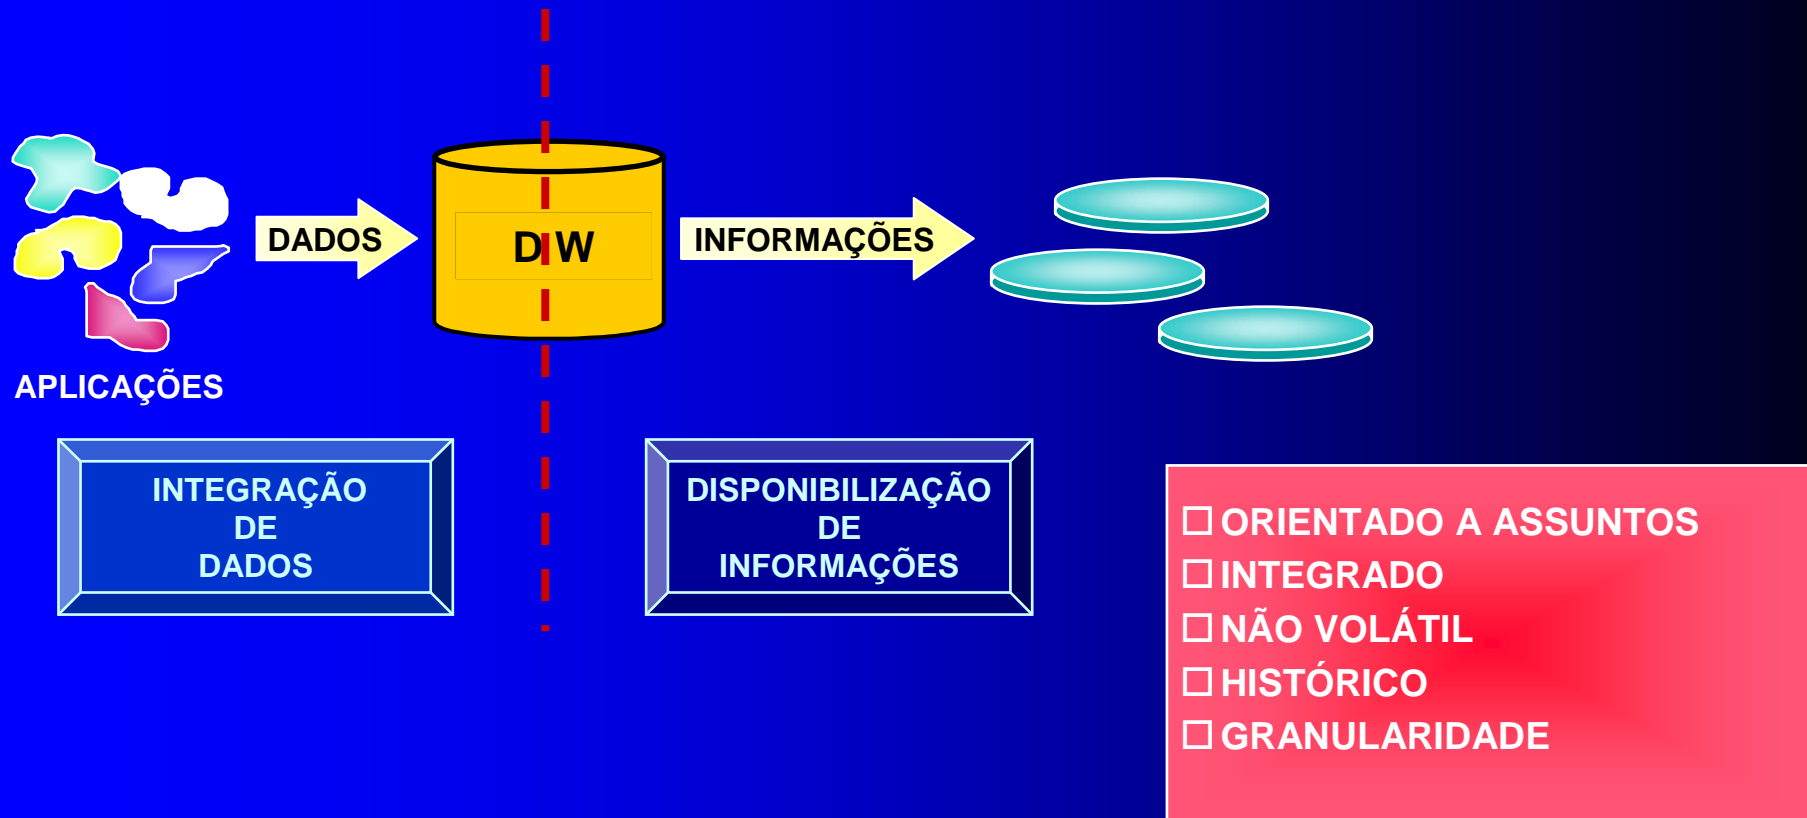 DADOS
DW
INFORMAÇÕES
APLICAÇÕES
INTEGRAÇÃO
DE
DADOS
DISPONIBILIZAÇÃO
DE
INFORMAÇÕES
ORIENTADO A ASSUNTOS
INTEGRADO
NÃO VOLÁTIL
HISTÓRICO
GRANULARIDADE